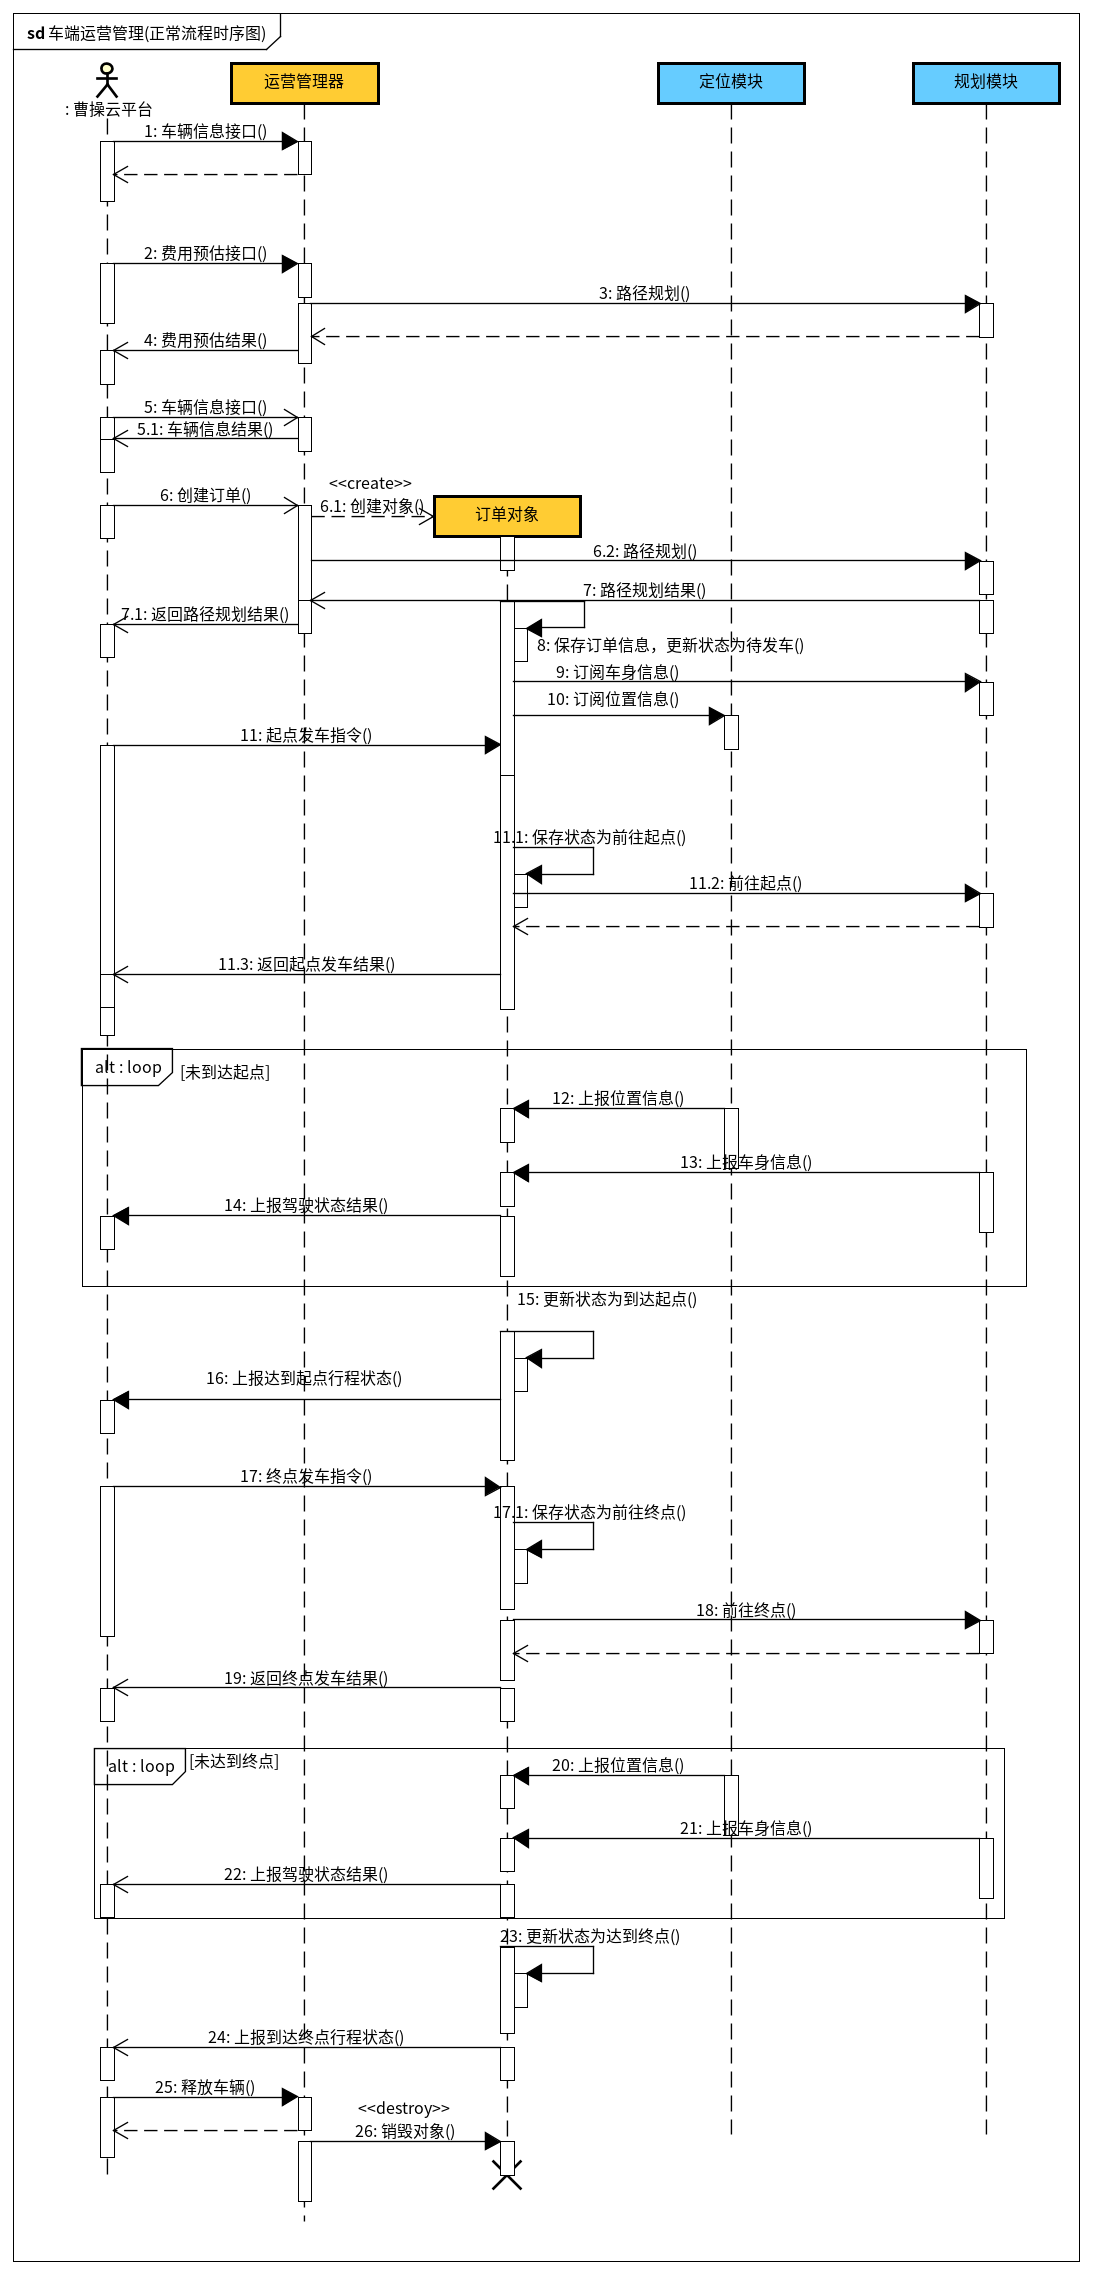 sd 车端运营管理(正常流程时序图)
运营管理器
定位模块
规划模块
: 曹操云平台
1: 车辆信息接口()
2: 费用预估接口()
3: 路径规划()
4: 费用预估结果()
5: 车辆信息接口()
5.1: 车辆信息结果()
<<create>>
6: 创建订单()
6.1: 创建对象()
订单对象
6.2: 路径规划()
7: 路径规划结果()
7.1: 返回路径规划结果()
8: 保存订单信息，更新状态为待发车()
9: 订阅车身信息()
10: 订阅位置信息()
11: 起点发车指令()
11.1: 保存状态为前往起点()
11.2: 前往起点()
11.3: 返回起点发车结果()
alt : loop
[未到达起点]
12: 上报位置信息()
13: 上报车身信息()
14: 上报驾驶状态结果()
15: 更新状态为到达起点()
16: 上报达到起点行程状态()
17: 终点发车指令()
17.1: 保存状态为前往终点()
18: 前往终点()
19: 返回终点发车结果()
alt : loop
[未达到终点]
20: 上报位置信息()
21: 上报车身信息()
22: 上报驾驶状态结果()
23: 更新状态为达到终点()
24: 上报到达终点行程状态()
25: 释放车辆()
<<destroy>>
26: 销毁对象()